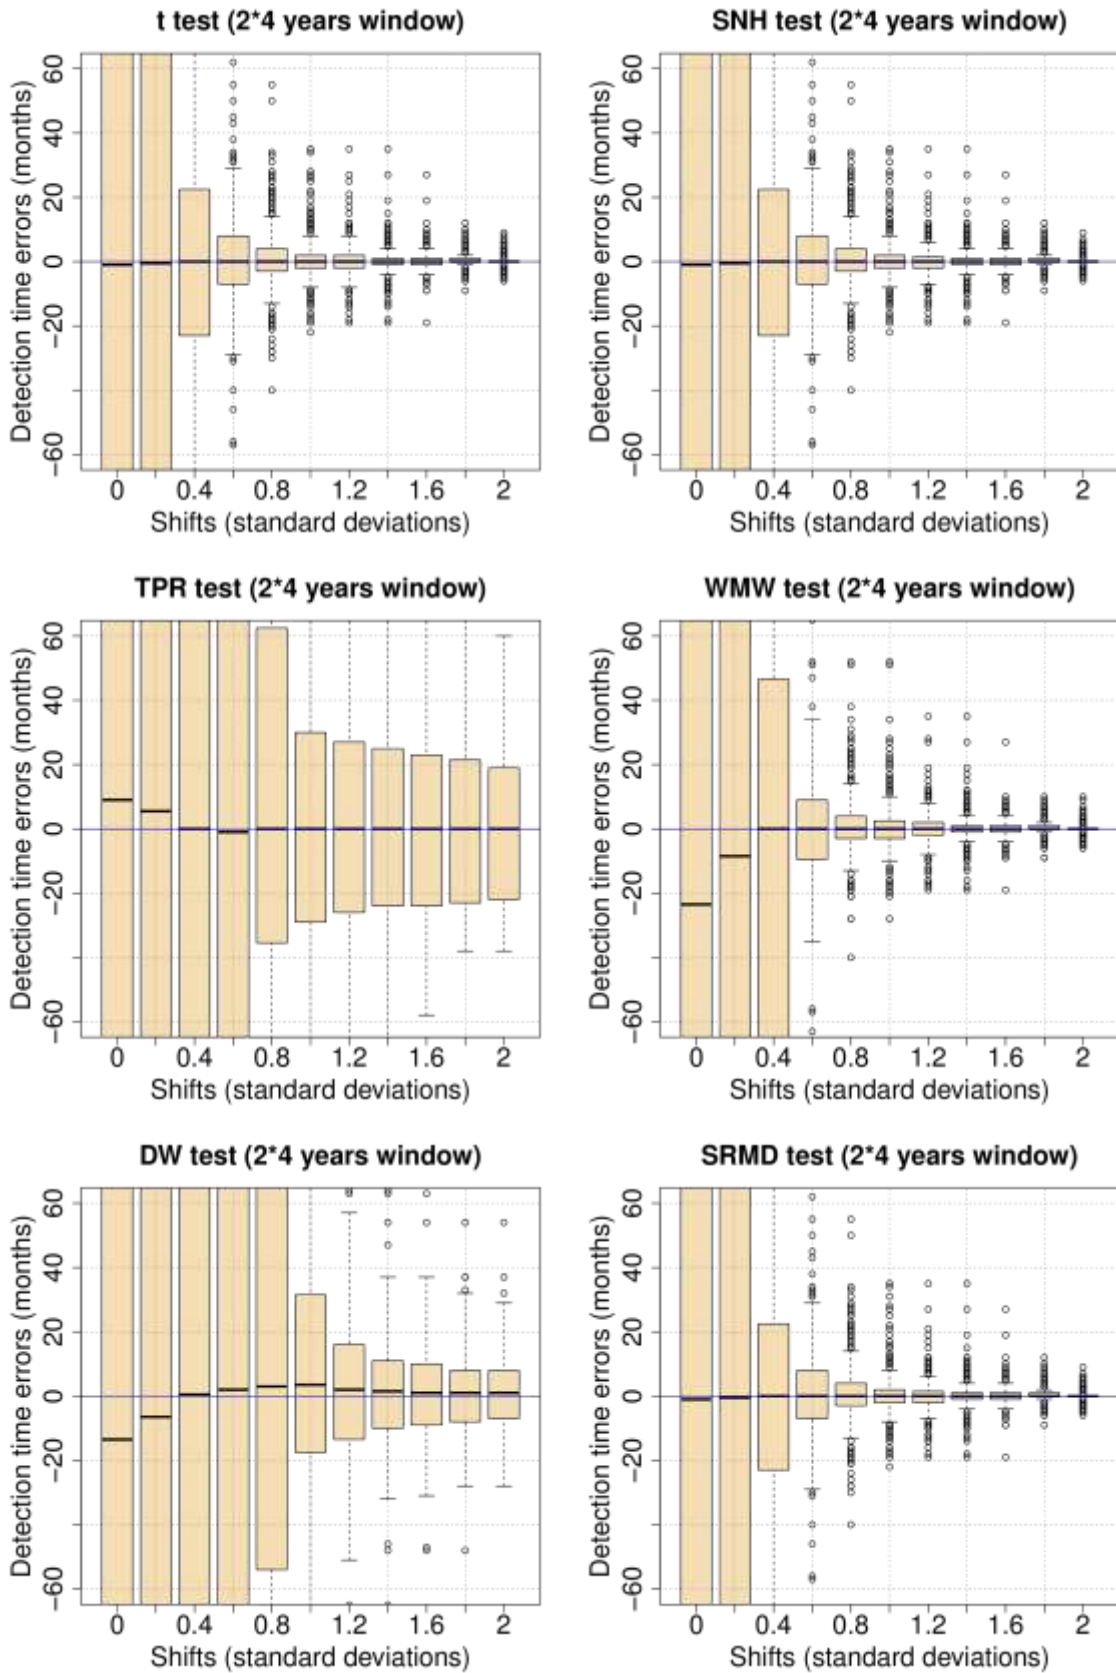 t test (2*4 years window)
Detection time errors (months)
60
40
20
0
−20
−60
0 0.4 0.8 1.2 1.6 2
Shifts (standard deviations)
SNH test (2*4 years window)
Detection time errors (months)
60
40
20
0
−20
−60
0 0.4 0.8 1.2 1.6 2
Shifts (standard deviations)
TPR test (2*4 years window)
Detection time errors (months)
60
40
20
0
−20
−60
0 0.4 0.8 1.2 1.6 2
Shifts (standard deviations)
WMW test (2*4 years window)
Detection time errors (months)
60
40
20
0
−20
−60
0 0.4 0.8 1.2 1.6 2
Shifts (standard deviations)
DW test (2*4 years window)
Detection time errors (months)
60
40
20
0
−20
−60
0 0.4 0.8 1.2 1.6 2
Shifts (standard deviations)
SRMD test (2*4 years window)
Detection time errors (months)
60
40
20
0
−20
−60
0 0.4 0.8 1.2 1.6 2
Shifts (standard deviations)